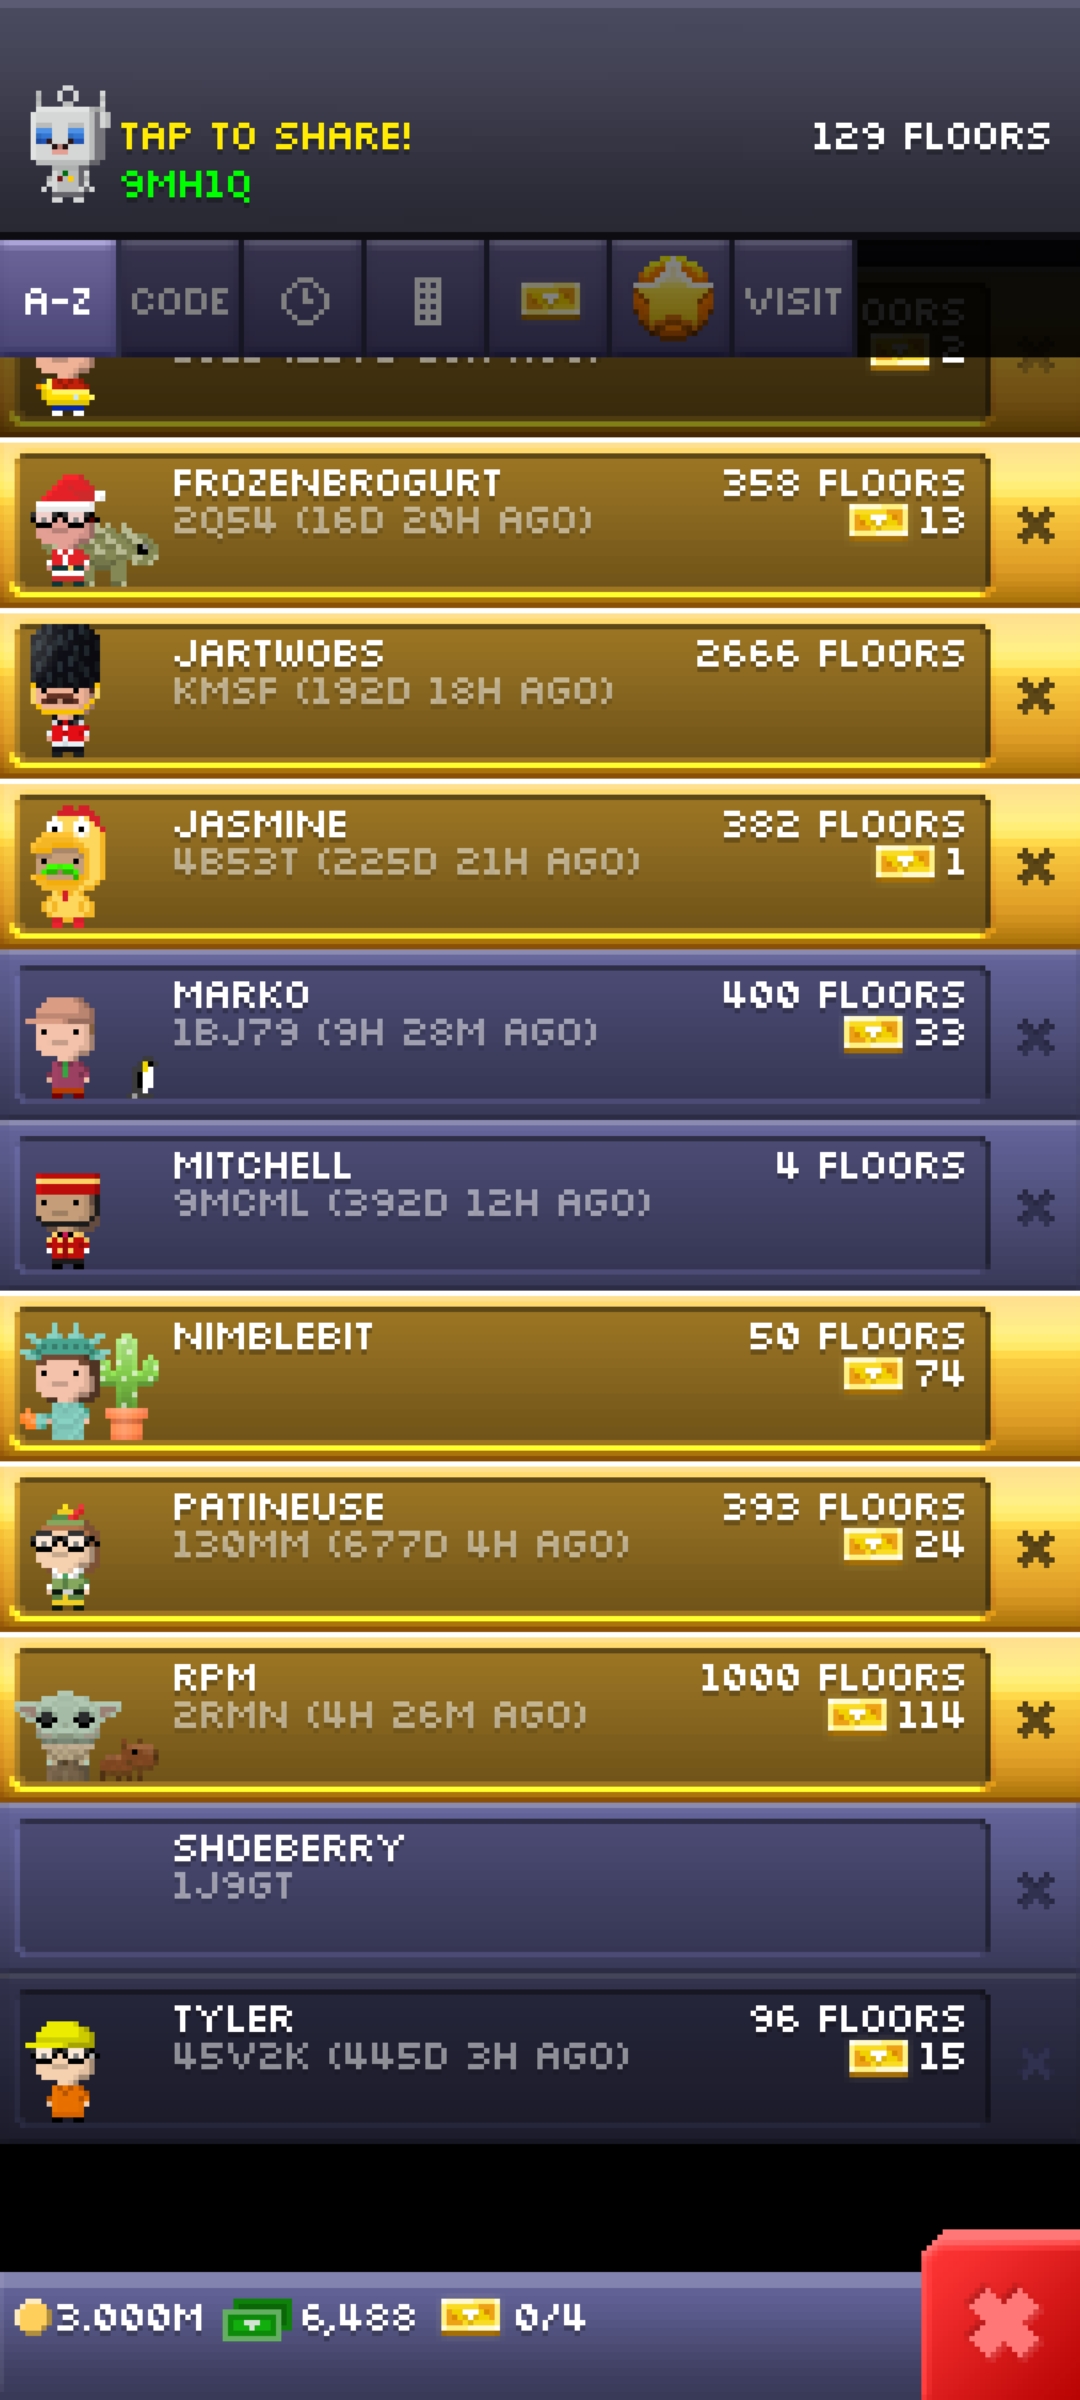 TAP TO SHARE!
129 FLOORS
9MH1Q
A-Z CODE VISIT
2
FROZENBROGURT 358 FLOORS
2Q54 (16D 20H AGO) 13
JARTWOBS 2666 FLOORS
KMSF (192D 18H AGO)
JASMINE 382 FLOORS
4B53T (225D 21H AGO) 1
MARKO 400 FLOORS
1BJ79 (9H 28M AGO) 33
MITCHELL 4 FLOORS
9MCML (392D 12H AGO)
NIMBLEBIT 50 FLOORS
74
PATINEUSE 393 FLOORS
130MM (677D 4H AGO) 24
RPM 1000 FLOORS
2RMN (4H 26M AGO) 114
SHOEBERRY
1J9GT
TYLER 96 FLOORS
45V2K (445D 3H AGO) 15
3.000M 6,488 0/4